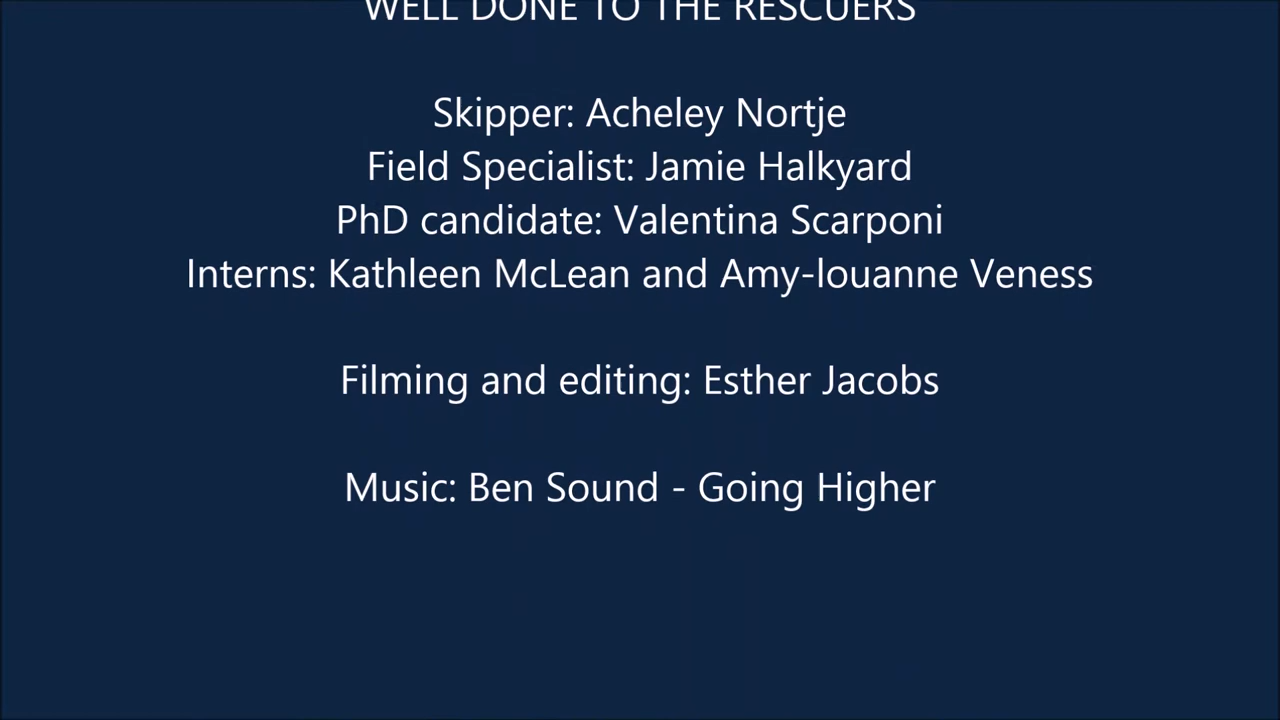 WELL DONE TO THE RESCUERS
Skipper: Acheley Nortje
Field Specialist: Jamie Halkyard
PhD candidate: Valentina Scarponi
Interns: Kathleen McLean and Amy-louanne Veness
Filming and editing: Esther Jacobs
Music: Ben Sound - Going Higher